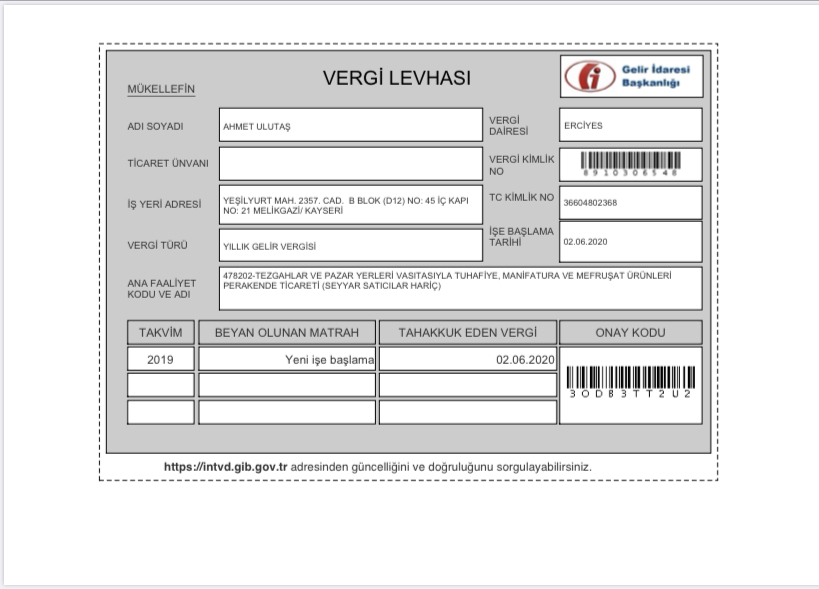 VERGİ LEVHASI
Gelir İdaresi
Başkanlığı
MÜKELLEFİN
ADI SOYADI
AHMET ULUTAŞ
VERGİ
DAİRESİ
ERCİYES
TİCARET ÜNVANI
VERGİ KİMLİK
NO
8910306548
İŞ YERİ ADRESİ
YEŞİLYURT MAH. 2357. CAD. B BLOK (D12) NO: 45 İÇ KAPI
NO: 21 MELİKGAZİ/ KAYSERİ
TC KİMLİK NO
36604802368
VERGİ TÜRÜ
YILLIK GELİR VERGİSİ
İŞE BAŞLAMA
TARİHİ
02.06.2020
ANA FAALİYET
KODU VE ADI
478202-TEZGAHLAR VE PAZAR YERLERİ VASITASIYLA TUHAFİYE, MANİFATURA VE MEFRUŞAT ÜRÜNLERİ
PERAKENDE TİCARETİ (SEYYAR SATICILAR HARİÇ)
TAKVİM BEYAN OLUNAN MATRAH TAHAKKUK EDEN VERGİ ONAY KODU
2019 Yeni işe başlama 02.06.2020
3ODB3TT2U2
https://intvd.gib.gov.tr adresinden güncelliğini ve doğruluğunu sorgulayabilirsiniz.